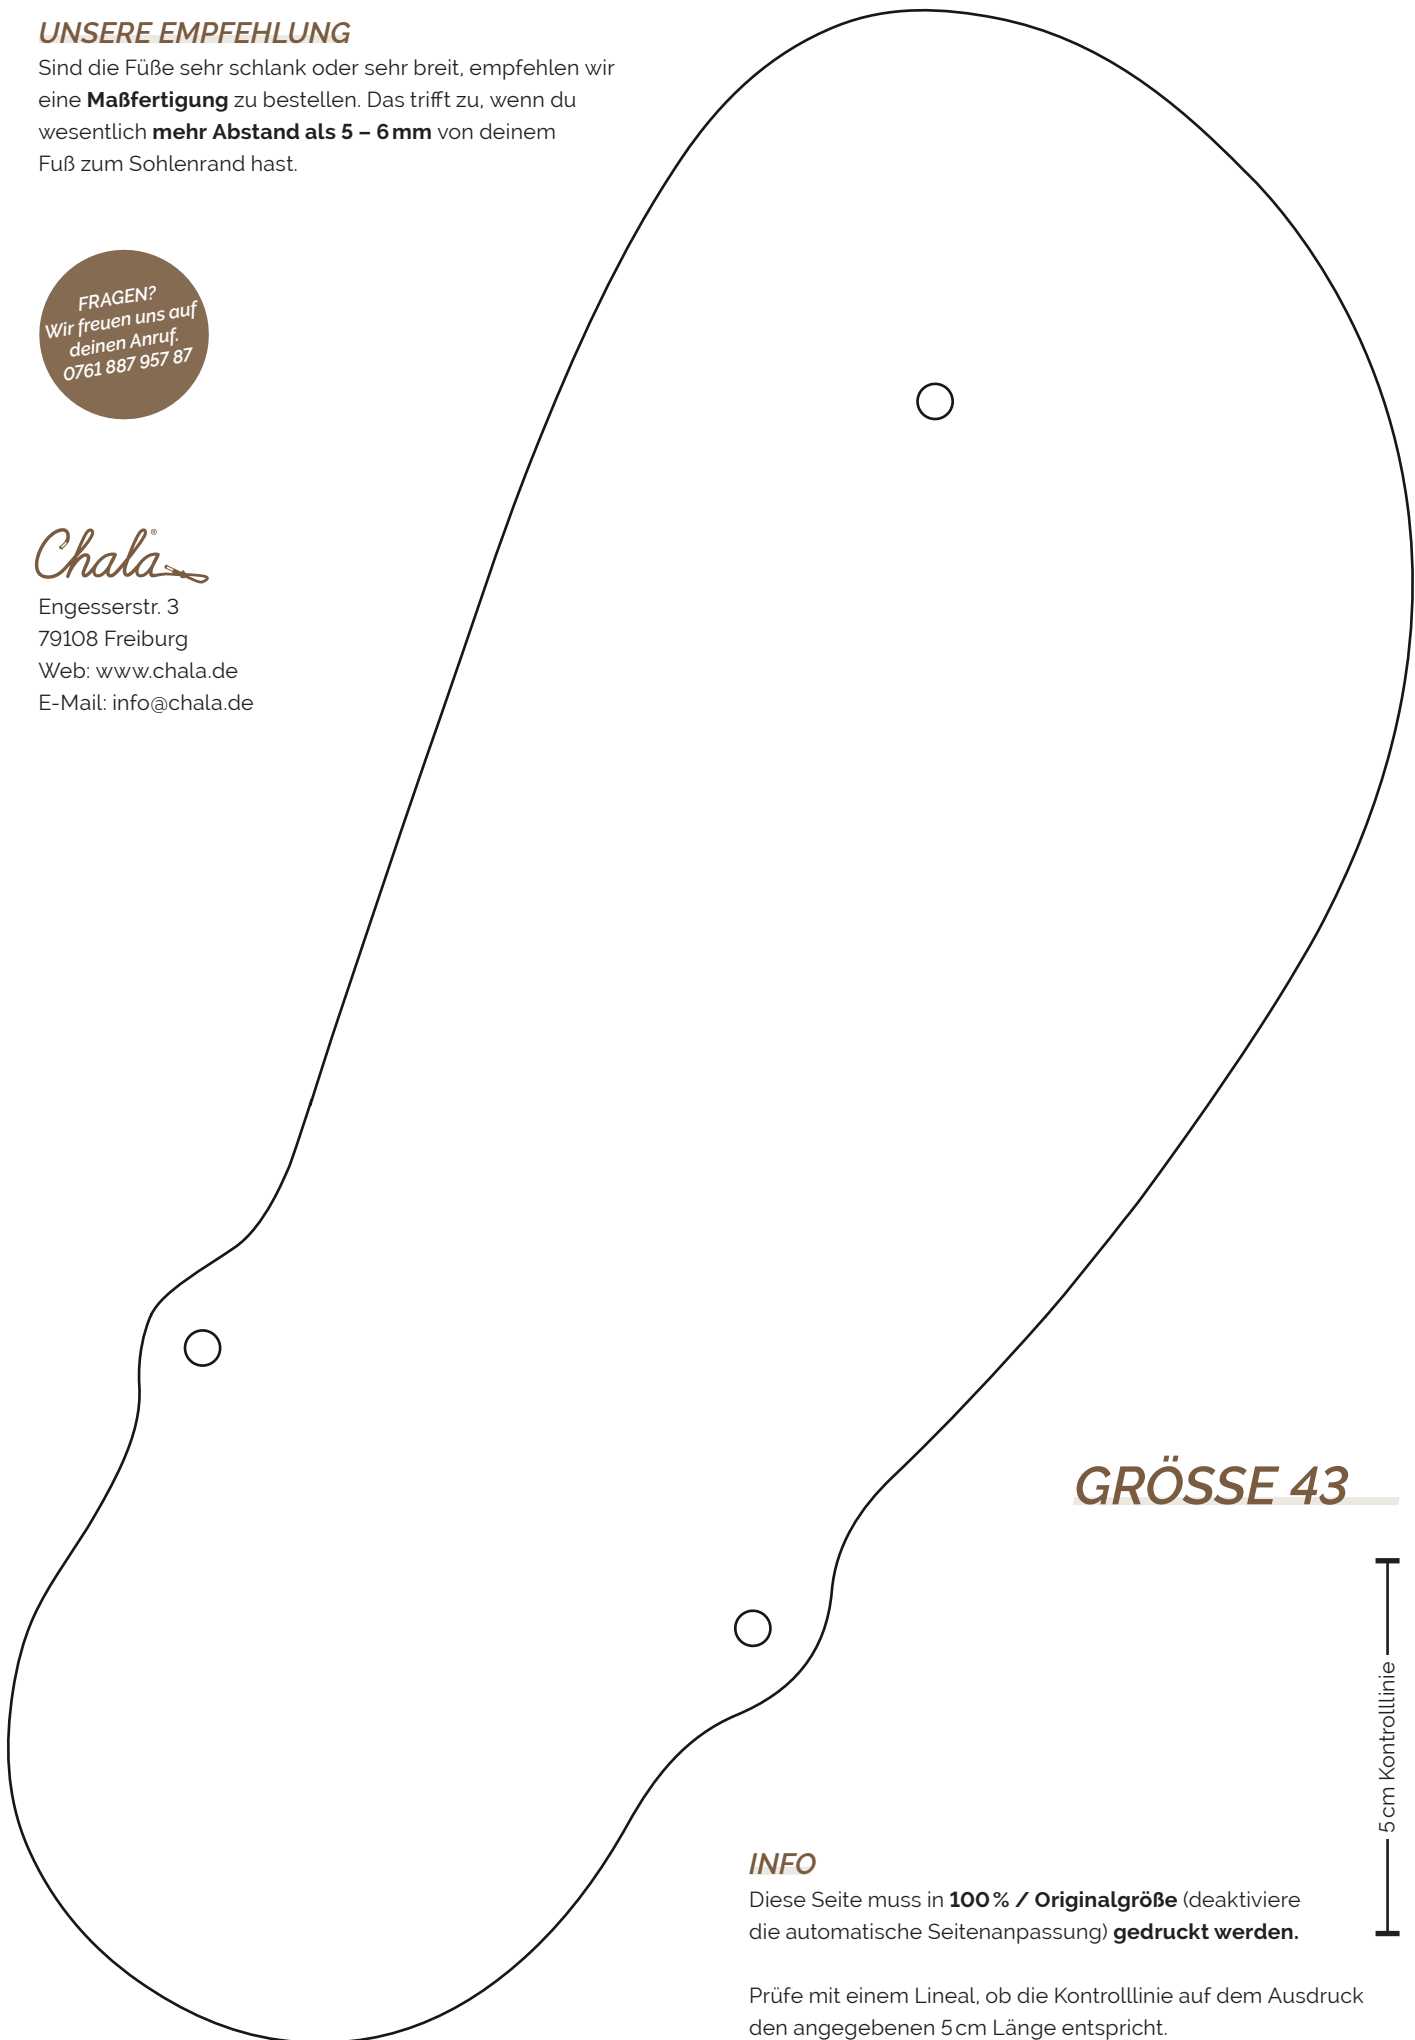 UNSERE EMPFEHLUNG
Sind die Füße sehr schlank oder sehr breit, empfehlen wir
eine Maßfertigung zu bestellen. Das trifft zu, wenn du
wesentlich mehr Abstand als 5 – 6 mm von deinem
Fuß zum Sohlenrand hast.
FRAGEN?
Wir freuen uns auf
deinen Anruf.
0761 887 957 87
Chala®
Engesserstr. 3
79108 Freiburg
Web: www.chala.de
E-Mail: info@chala.de
GRÖSSE 43
5 cm Kontrolllinie
INFO
Diese Seite muss in 100 % / Originalgröße (deaktiviere
die automatische Seitenanpassung) gedruckt werden.
Prüfe mit einem Lineal, ob die Kontrolllinie auf dem Ausdruck
den angegebenen 5 cm Länge entspricht.